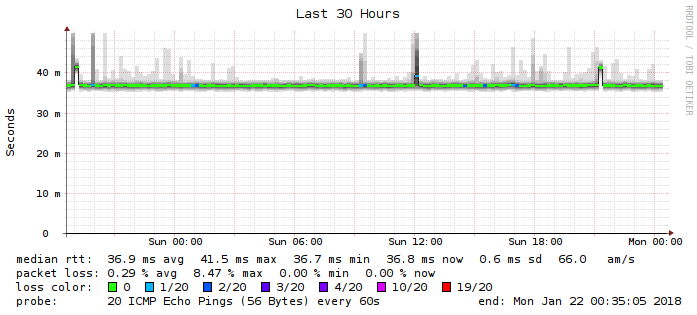 Last 30 Hours
RRDTOOL / TOBI OETIKER
Seconds
40 m
30 m
20 m
10 m
0
Sun 00:00 Sun 06:00 Sun 12:00 Sun 18:00 Mon 00:00
median rtt: 36.9 ms avg 41.5 ms max 36.7 ms min 36.8 ms now 0.6 ms sd 66.0 am/s
packet loss: 0.29 % avg 8.47 % max 0.00 % min 0.00 % now
loss color: 0 1/20 2/20 3/20 4/20 10/20 19/20
probe: 20 ICMP Echo Pings (56 Bytes) every 60s end: Mon Jan 22 00:35:05 2018